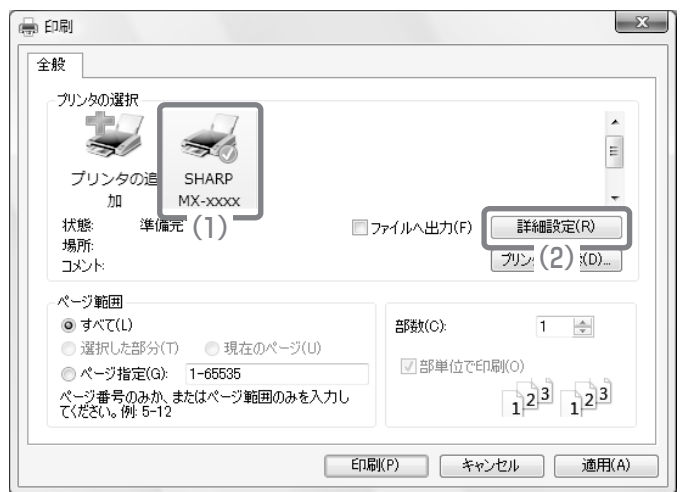 印刷
全般
プリンタの選択
プリンタの追
加
SHARP
MX-xxxx
(1)
状態: 準備完
場所:
コメント:
ファイルへ出力(F)
詳細設定(R)
(2)
プリン (D)...
ページ範囲
すべて(L)
選択した部分(T) 現在のページ(U)
ページ指定(G): 1-65535
ページ番号のみか、またはページ範囲のみを入力し
てください。例: 5-12
部数(C): 1
部単位で印刷(O)
1 2 3 1 2 3
印刷(P) キャンセル 適用(A)